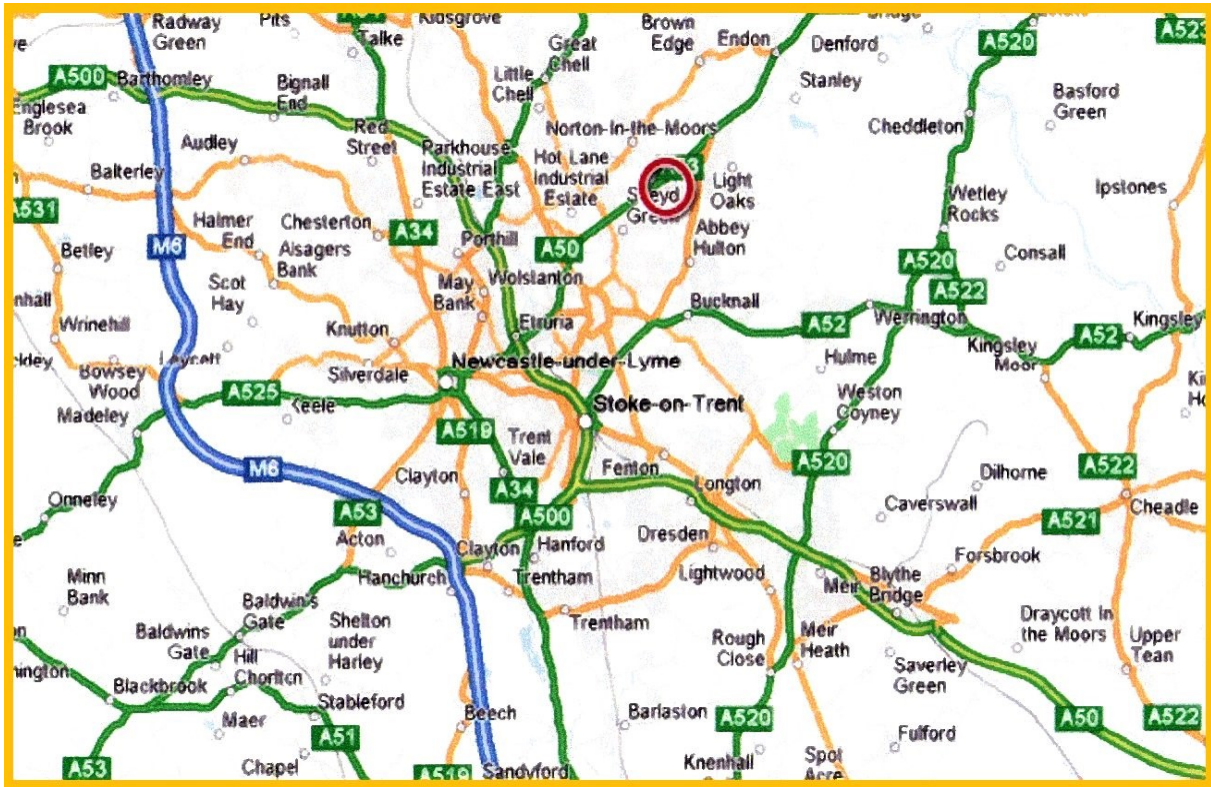 Radway
Green
Pits
Talke
Kidsgrove
Great
Chell
Brown
Edge
Endon
Denford
A520
A500
Barthomley
Bignall
End
Little
Chell
Stanley
Basford
Green
Englesea
Brook
Audley
Red
Street
Norton-In-the-Moors
Cheddleton
Balterley
Parkhouse
Industrial
Estate East
Hot Lane
Industrial
Estate
Light
Oaks
Wetley
Rocks
Ipstones
A531
Halmer
End
Chesterton
A34
Green
Abbey
Hulton
Betley
M6
Alsagers
Bank
Porthill
A50
A520
Consall
Scot
Hay
May
Bank
Wolstanton
A522
Wrinehill
Knutton
Etruria
Bucknall
A52
Werrington
A52
Kingsley
Leycett
Newcastle-under-Lyme
Hulme
Kingsley
Moor
Bowsey
Wood
Silverdale
A525
Keele
Stoke-on-Trent
Weston
Coyney
Madeley
A519
Trent
Vale
M6
Clayton
Fenton
A520
Dilhorne
A522
Onneley
A34
Longton
Caverswall
Cheadle
A53
A500
A521
Acton
Clayton
Hanford
Dresden
Forsbrook
Minn
Bank
Hanchurch
Trentham
Lightwood
Meir
Blythe
Bridge
Baldwin's
Gate
Shelton
under
Harley
Trentham
Draycott In
the Moors
Baldwins
Gate
Rough
Close
Meir
Heath
Upper
Tean
Hill
Chorlton
Saverley
Green
Blackbrook
Stableford
Beech
Barlaston
A520
A50
A522
Maer
A51
Fulford
A53
Chapel
A519
Sandyford
Knenhall
Spot
Acre